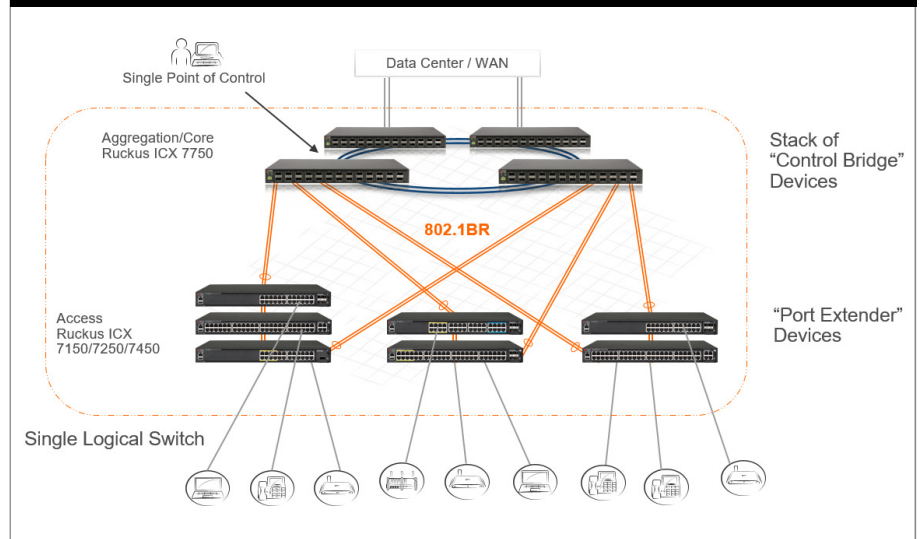 Data Center / WAN
Single Point of Control
Aggregation/Core
Ruckus ICX 7750
Stack of
“Control Bridge”
Devices
802.1BR
Access
Ruckus ICX
7150/7250/7450
“Port Extender”
Devices
Single Logical Switch